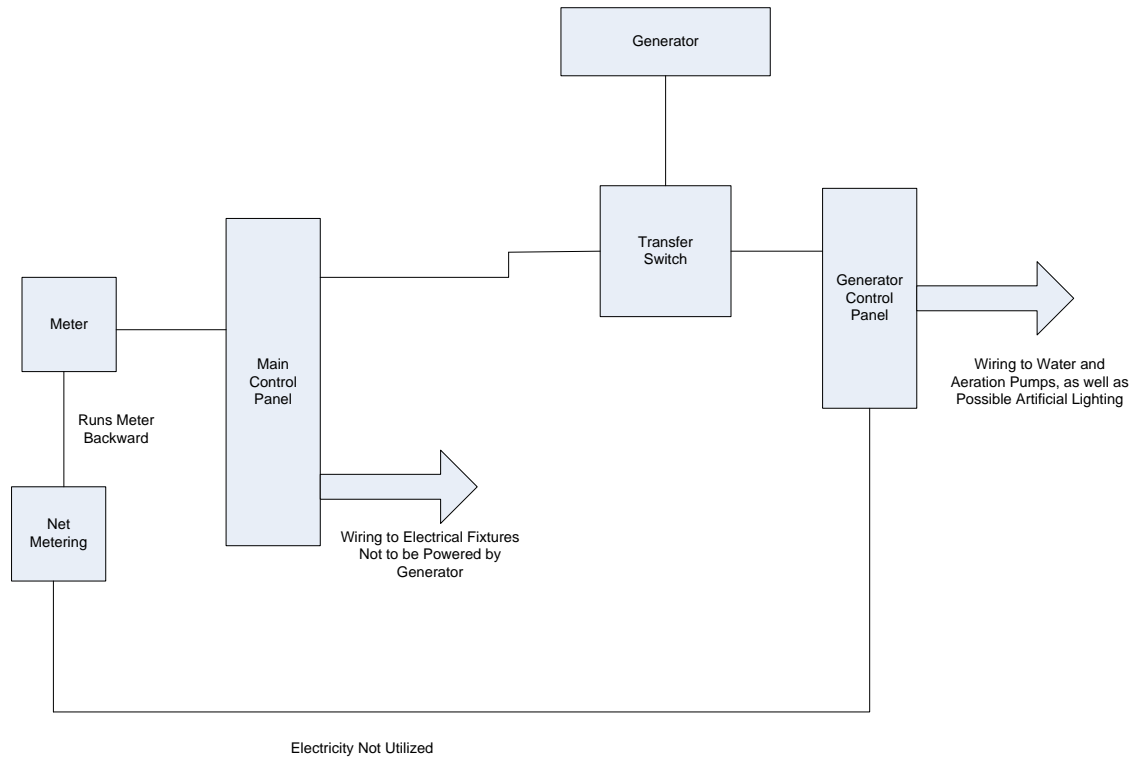 Generator
Transfer
Switch
Generator
Control
Panel
Meter
Main
Control
Panel
Wiring to Water and
Aeration Pumps, as well as
Possible Artificial Lighting
Runs Meter
Backward
Net
Metering
Wiring to Electrical Fixtures
Not to be Powered by
Generator
Electricity Not Utilized